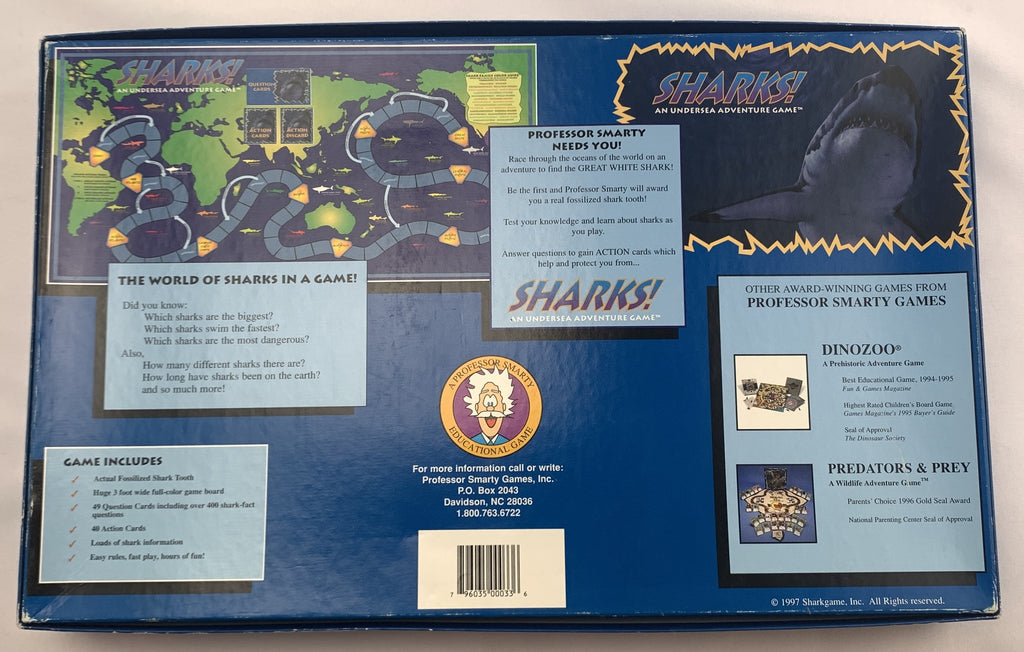 SHARKS!
AN UNDERSEA ADVENTURE GAME™
QUESTION
CARDS
ACTION
CARDS
ACTION
DISCARD
SHARKS!
AN UNDERSEA ADVENTURE GAME™
PROFESSOR SMARTY
NEEDS YOU!
Race through the oceans of the world on an
adventure to find the GREAT WHITE SHARK!
Be the first and Professor Smarty will award
you a real fossilized shark tooth!
Test your knowledge and learn about sharks as
you play.
Answer questions to gain ACTION cards which
help and protect you from...
SHARKS!
AN UNDERSEA ADVENTURE GAME™
THE WORLD OF SHARKS IN A GAME!
Did you know:
Which sharks are the biggest?
Which sharks swim the fastest?
Which sharks are the most dangerous?
Also,
How many different sharks there are?
How long have sharks been on the earth?
and so much more!
GAME INCLUDES
✓ Actual Fossilized Shark Tooth
✓ Huge 3 foot wide full-color game board
✓ 49 Question Cards including over 400 shark-fact
questions
✓ 40 Action Cards
✓ Loads of shark information
✓ Easy rules, fast play, hours of fun!
A PROFESSOR SMARTY
EDUCATIONAL GAME
For more information call or write:
Professor Smarty Games, Inc.
P.O. Box 2043
Davidson, NC 28036
1.800.763.6722
7 96035 00033 6
OTHER AWARD-WINNING GAMES FROM
PROFESSOR SMARTY GAMES
DINOZOO®
A Prehistoric Adventure Game
Best Educational Game, 1994-1995
Fun & Games Magazine
Highest Rated Children's Board Game
Games Magazine's 1995 Buyer's Guide
Seal of Approval
The Dinosaur Society
PREDATORS & PREY
A Wildlife Adventure Game™
Parents' Choice 1996 Gold Seal Award
National Parenting Center Seal of Approval
© 1997 Sharkgame, Inc. All Rights reserved.